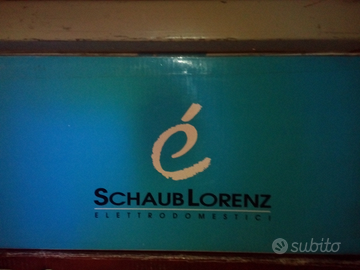 é
SCHAUB LORENZ
ELETTRODOMESTICI
subito